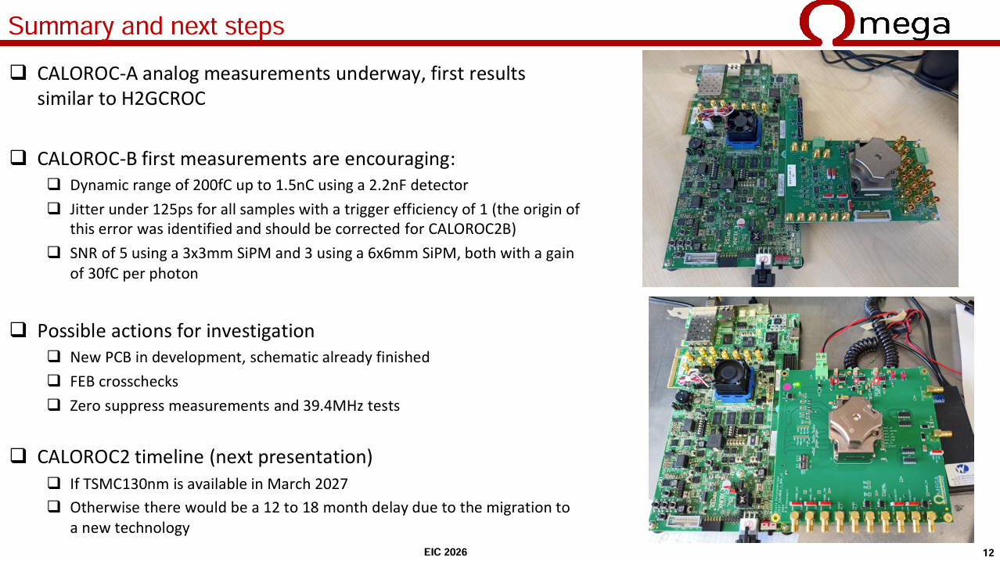 Summary and next steps
Omega
CALOROC-A analog measurements underway, first results
similar to H2GCROC
CALOROC-B first measurements are encouraging:
Dynamic range of 200fC up to 1.5nC using a 2.2nF detector
Jitter under 125ps for all samples with a trigger efficiency of 1 (the origin of
this error was identified and should be corrected for CALOROC2B)
SNR of 5 using a 3x3mm SiPM and 3 using a 6x6mm SiPM, both with a gain
of 30fC per photon
Possible actions for investigation
New PCB in development, schematic already finished
FEB crosschecks
Zero suppress measurements and 39.4MHz tests
CALOROC2 timeline (next presentation)
If TSMC130nm is available in March 2027
Otherwise there would be a 12 to 18 month delay due to the migration to
a new technology
XILINX
OMEGA
EIC 2026
12